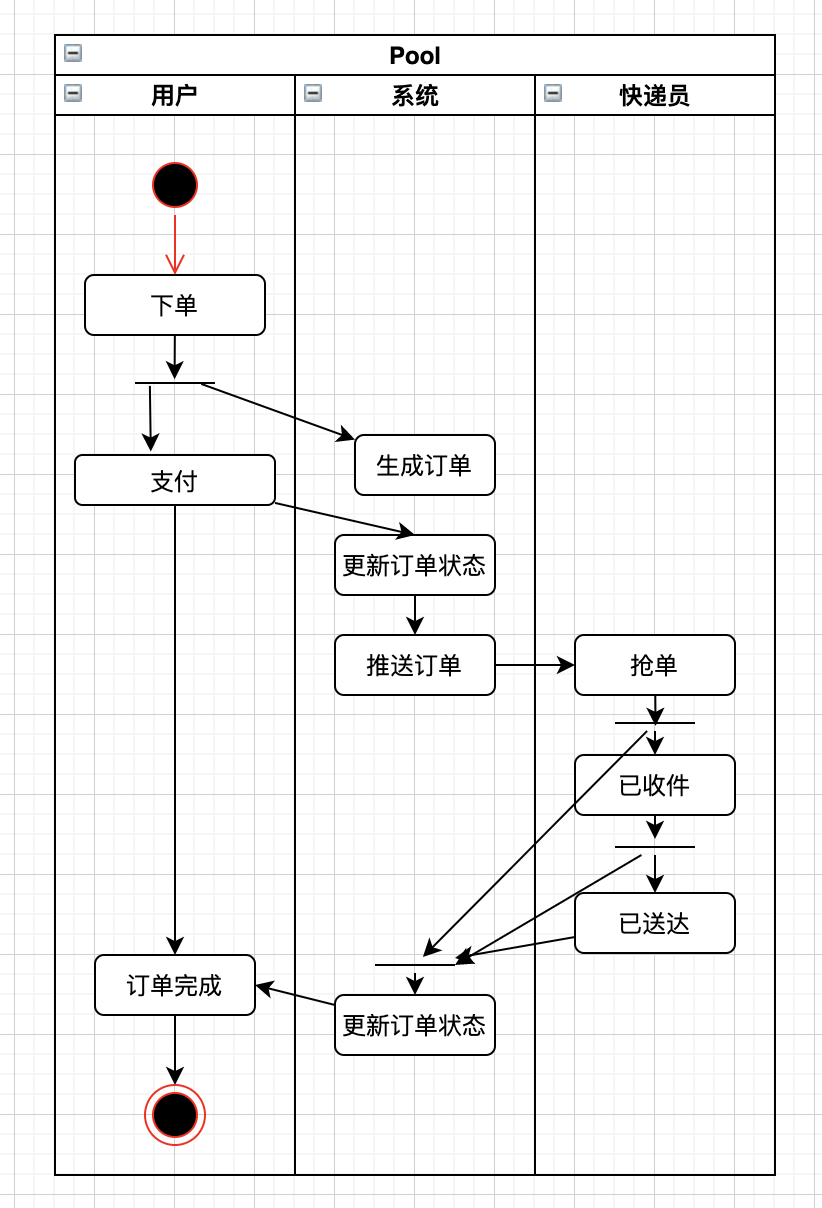 Pool
用户
系统
快递员
下单
生成订单
支付
更新订单状态
推送订单
抢单
已收件
已送达
订单完成
更新订单状态